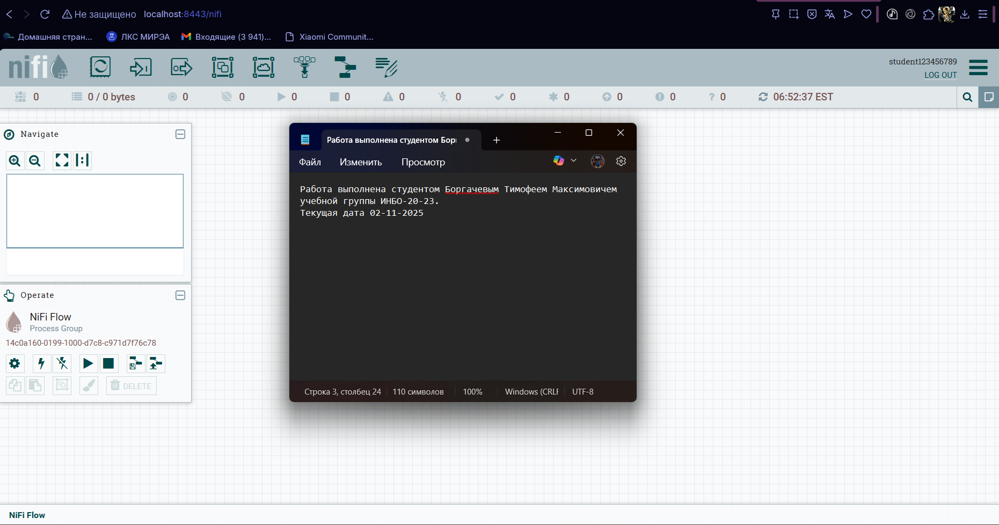 Не защищено localhost:8443/nifi
Домашняя стран... ЛКС МИРЭА Входящие (3 941)... Xiaomi Communit...
nifi
student123456789
LOG OUT
0 0 / 0 bytes 0 0 0 0 0 0 0 0 0 0 0 06:52:37 EST
Navigate
Operate
NiFi Flow
Process Group
14c0a160-0199-1000-d7c8-c971d7f76c78
DELETE
Работа выполнена студентом Бор
Файл Изменить Просмотр
Работа выполнена студентом Боргачевым Тимофеем Максимовичем
учебной группы ИНБО-20-23.
Текущая дата 02-11-2025
Строка 3, столбец 24 110 символов 100% Windows (CRLF UTF-8
NiFi Flow